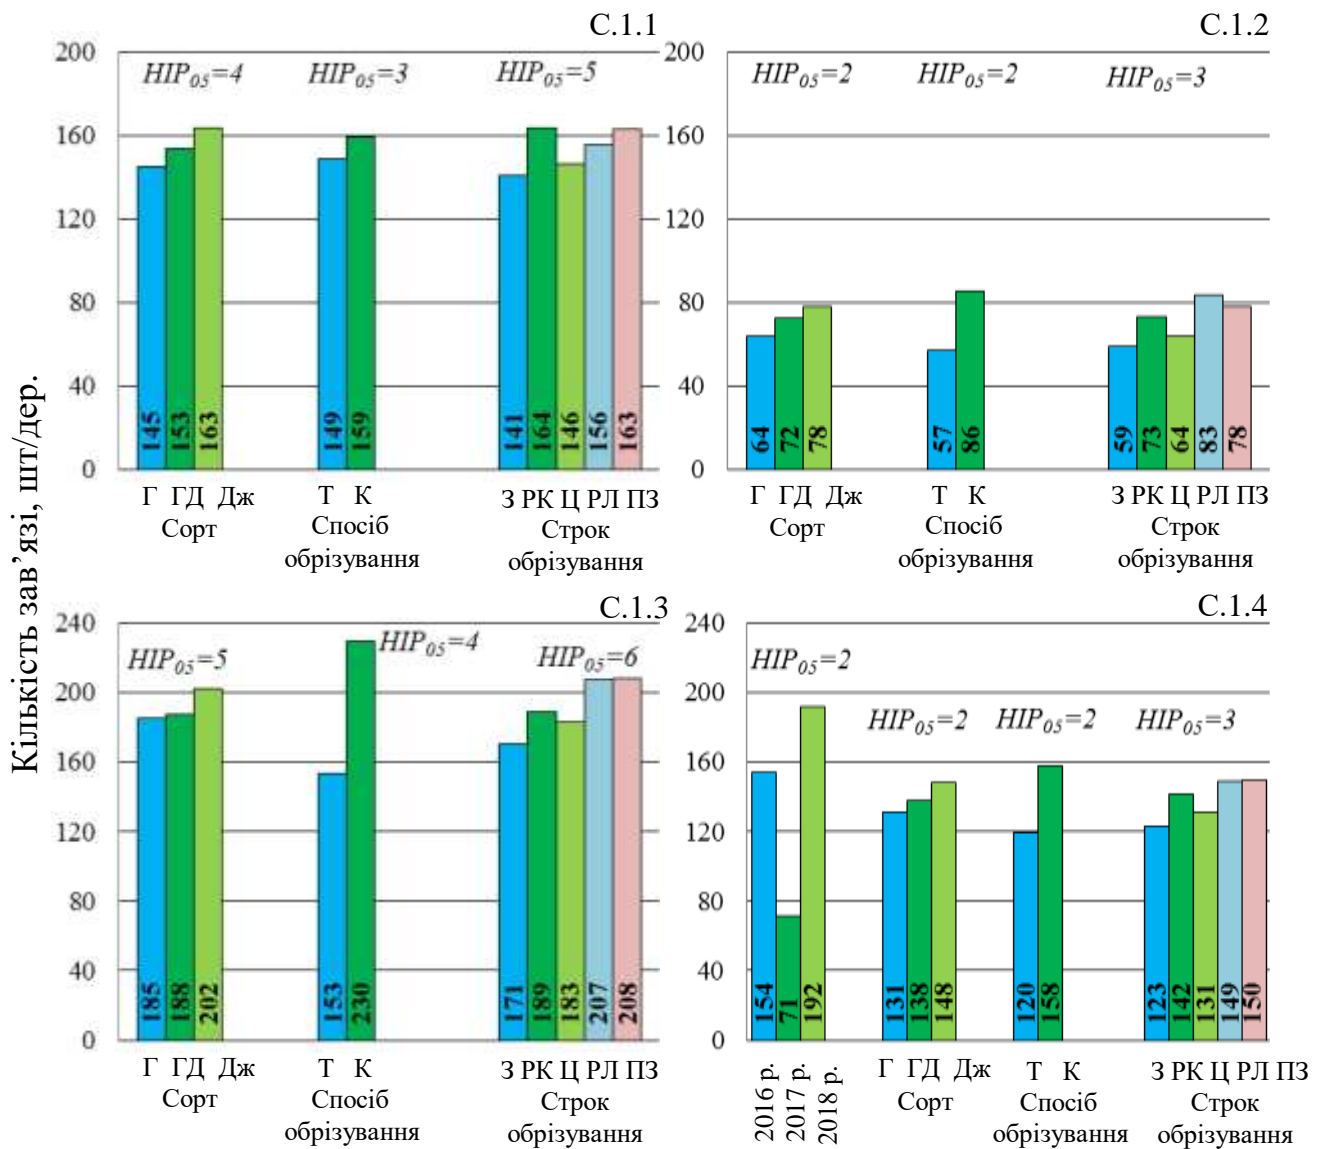 Кількість зав’язі, шт/дер.
С.1.1
200
160
120
80
40
0
НІР05=4
НІР05=3
НІР05=5
145 153 163
149 159
141 164 146 156 163
Г ГД Дж
Т К
З РК Ц РЛ ПЗ
Сорт
Спосіб
обрізування
Строк
обрізування
С.1.2
200
160
120
80
40
0
НІР05=2
НІР05=2
НІР05=3
64 72 78
57 86
59 73 64 83 78
Г ГД Дж
Т К
З РК Ц РЛ ПЗ
Сорт
Спосіб
обрізування
Строк
обрізування
С.1.3
240
200
160
120
80
40
0
НІР05=5
НІР05=4
НІР05=6
185 188 202
153 230
171 189 183 207 208
Г ГД Дж
Т К
З РК Ц РЛ ПЗ
Сорт
Спосіб
обрізування
Строк
обрізування
С.1.4
240
200
160
120
80
40
0
НІР05=2
НІР05=2
НІР05=2
НІР05=3
154 71 192
131 138 148
120 158
123 142 131 149 150
2016 р.
2017 р.
2018 р.
Г ГД Дж
Т К
З РК Ц РЛ ПЗ
Сорт
Спосіб
обрізування
Строк
обрізування